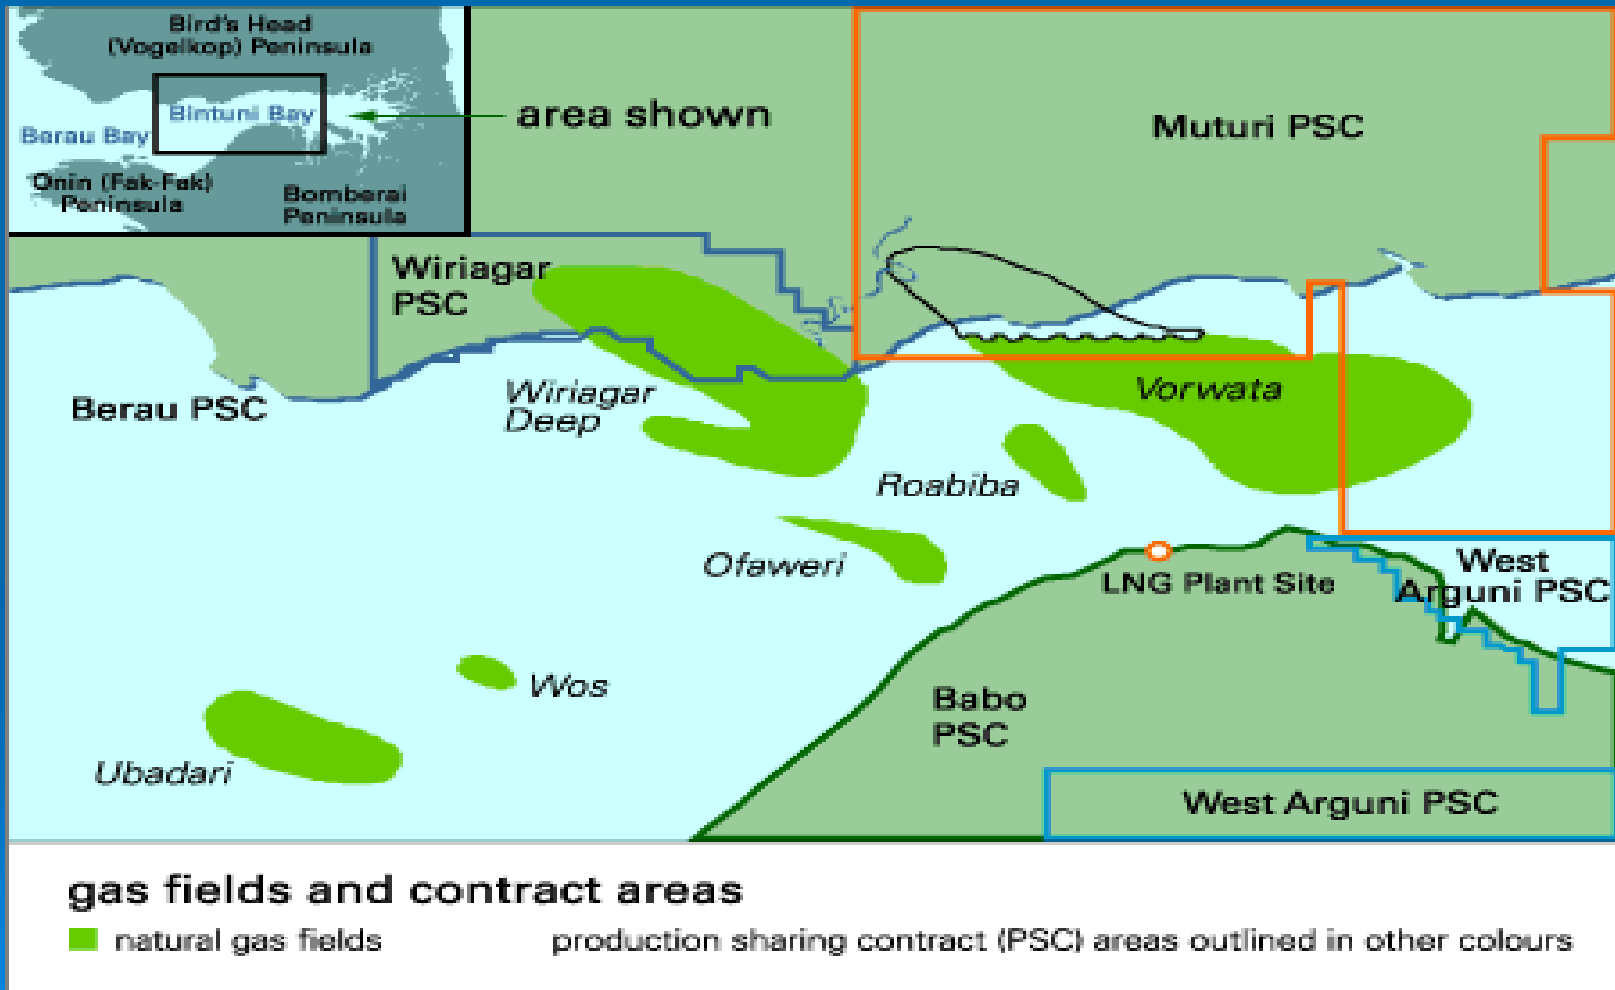 Bird's Head
(Vogelkop) Peninsula
Bintuni Bay
Berau Bay
Onin (Fak-Fak)
Peninsula
Bomberai
Peninsula
area shown
Muturi PSC
Wiriagar
PSC
Berau PSC
Wiriagar
Deep
Vorwata
Roabiba
Ofaweri
LNG Plant Site
West
Arguni PSC
Wos
Ubadari
Babo
PSC
West Arguni PSC
gas fields and contract areas
natural gas fields
production sharing contract (PSC) areas outlined in other colours